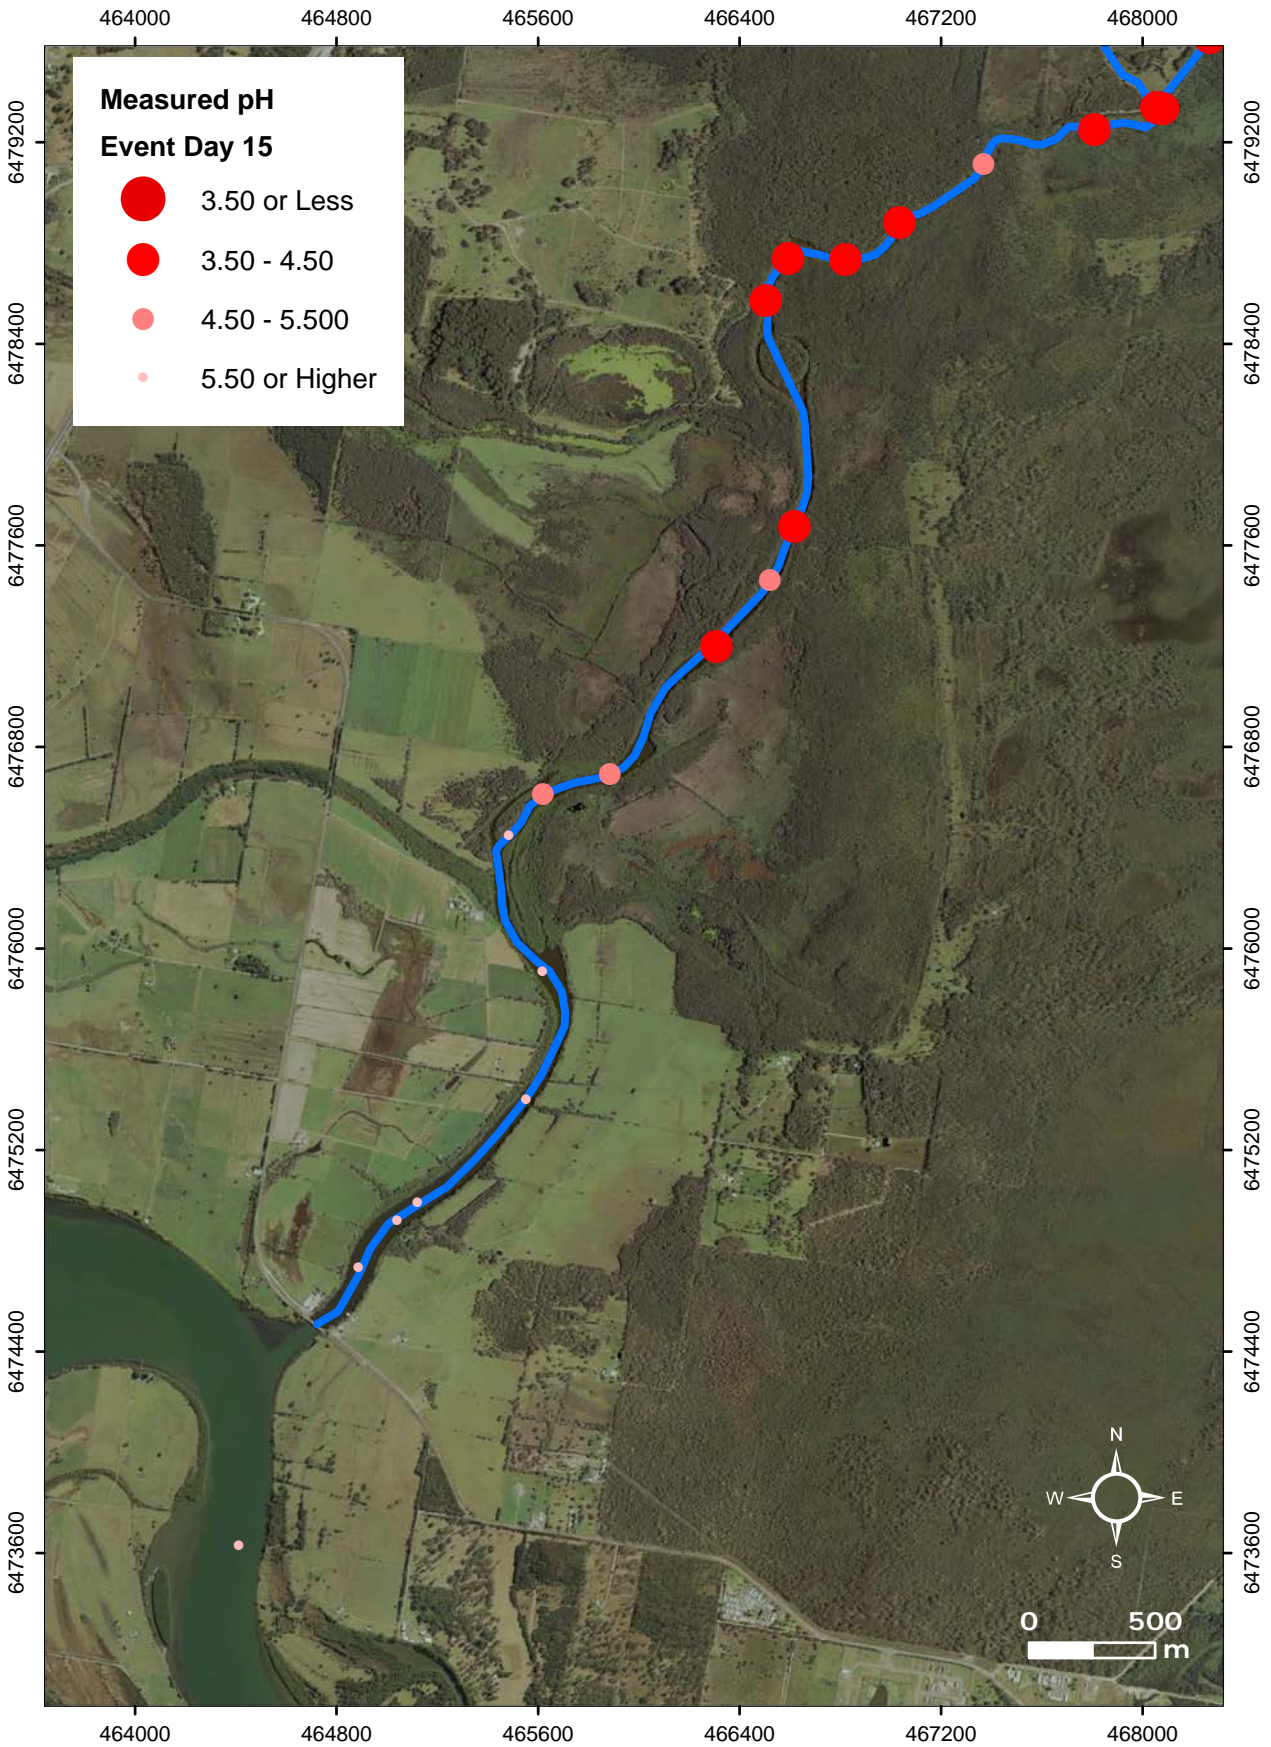 464000 464800 465600 466400 467200 468000
Measured pH
Event Day 15
3.50 or Less
3.50 - 4.50
4.50 - 5.500
5.50 or Higher
6479200 6479200
6478400 6478400
6477600 6477600
6476800 6476800
6476000 6476000
6475200 6475200
6474400 6474400
6473600 6473600
N
W E
S
0 500
m
464000 464800 465600 466400 467200 468000